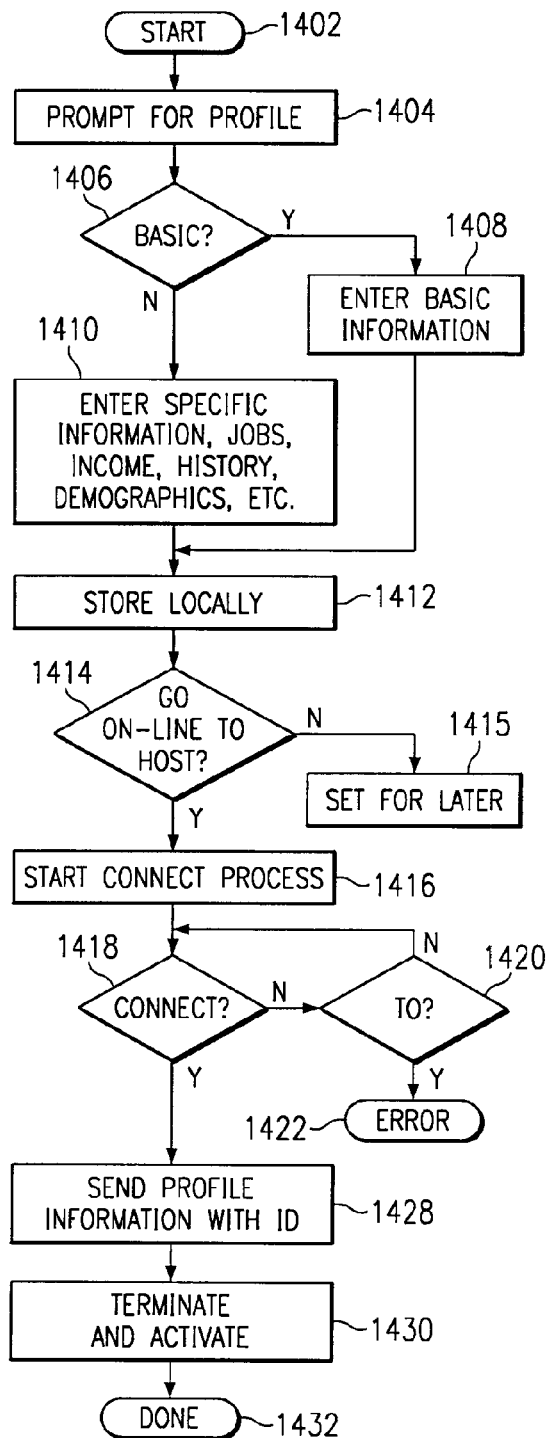 START
1402
PROMPT FOR PROFILE
1404
1406
BASIC?
Y
N
1408
ENTER BASIC
INFORMATION
1410
ENTER SPECIFIC
INFORMATION, JOBS,
INCOME, HISTORY,
DEMOGRAPHICS, ETC.
STORE LOCALLY
1412
1414
GO
ON-LINE TO
HOST?
N
Y
1415
SET FOR LATER
START CONNECT PROCESS
1416
1418
CONNECT?
N
Y
N
1420
TO?
Y
1422
ERROR
SEND PROFILE
INFORMATION WITH ID
1428
TERMINATE
AND ACTIVATE
1430
DONE
1432